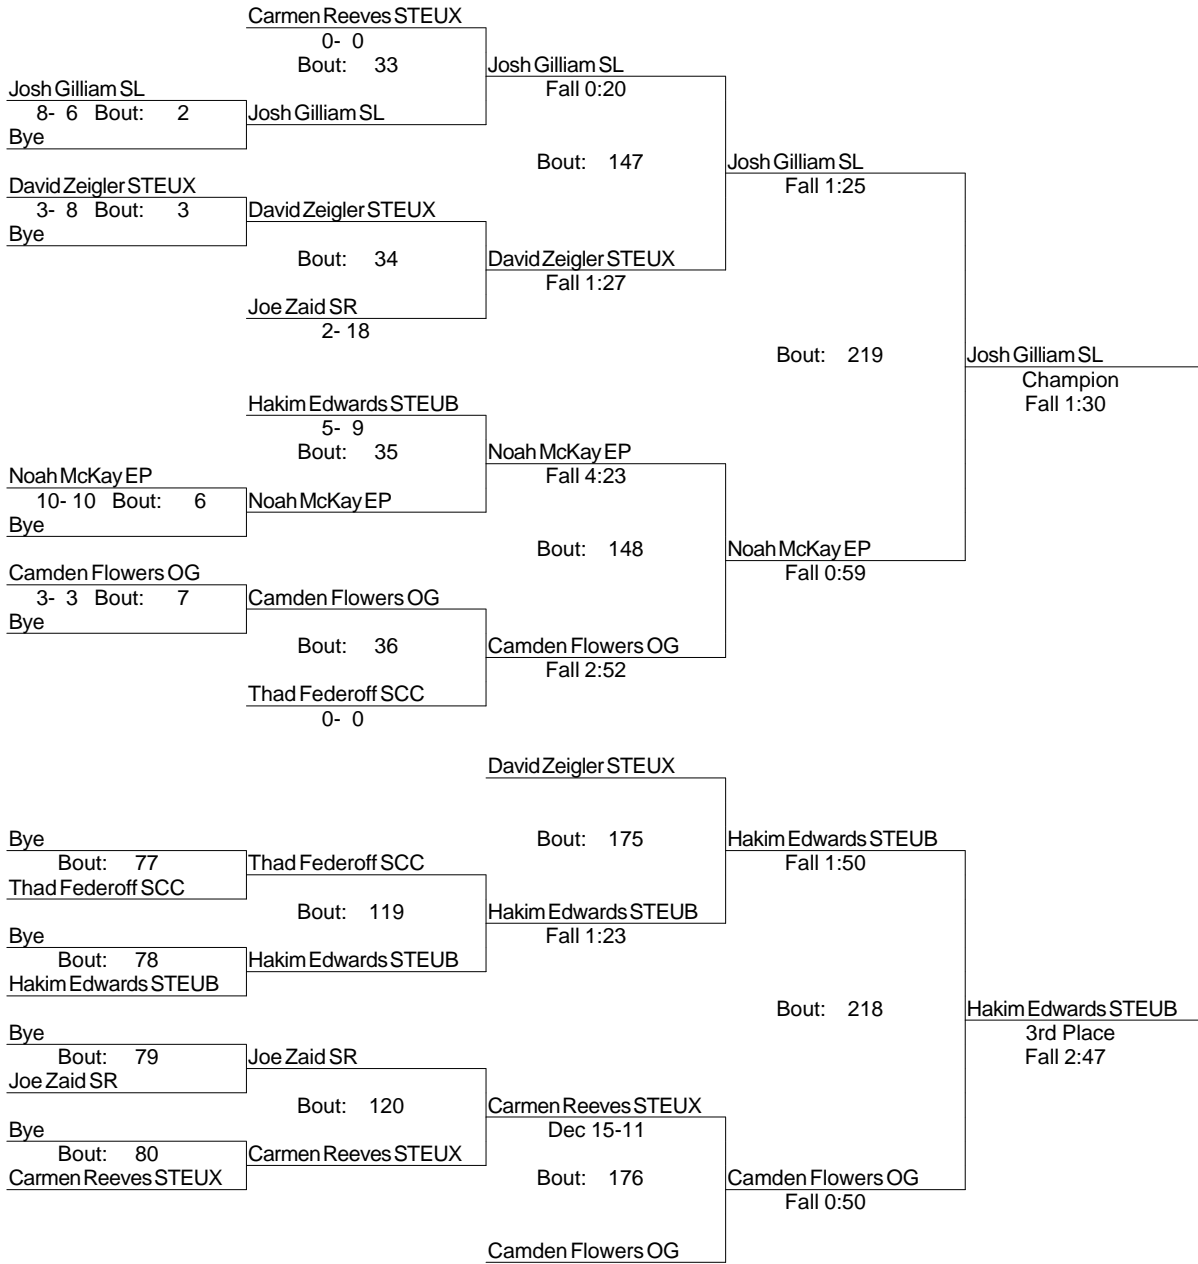 Carmen Reeves STEUX
0- 0
Bout: 33
Josh Gilliam SL
Fall 0:20
Josh Gilliam SL
8- 6 Bout: 2
Josh Gilliam SL
Bye
Bout: 147
Josh Gilliam SL
Fall 1:25
David Zeigler STEUX
3- 8 Bout: 3
David Zeigler STEUX
Bye
Bout: 34
David Zeigler STEUX
Fall 1:27
Joe Zaid SR
2- 18
Bout: 219
Josh Gilliam SL
Champion
Fall 1:30
Hakim Edwards STEUB
5- 9
Bout: 35
Noah McKay EP
Fall 4:23
Noah McKay EP
10- 10 Bout: 6
Noah McKay EP
Bye
Bout: 148
Noah McKay EP
Fall 0:59
Camden Flowers OG
3- 3 Bout: 7
Camden Flowers OG
Bye
Bout: 36
Camden Flowers OG
Fall 2:52
Thad Federoff SCC
0- 0
David Zeigler STEUX
Bye
Bout: 77
Thad Federoff SCC
Thad Federoff SCC
Bout: 175
Hakim Edwards STEUB
Fall 1:50
Bout: 119
Hakim Edwards STEUB
Fall 1:23
Bye
Bout: 78
Hakim Edwards STEUB
Hakim Edwards STEUB
Bout: 218
Hakim Edwards STEUB
3rd Place
Fall 2:47
Bye
Bout: 79
Joe Zaid SR
Joe Zaid SR
Bout: 120
Carmen Reeves STEUX
Dec 15-11
Bye
Bout: 80
Carmen Reeves STEUX
Carmen Reeves STEUX
Bout: 176
Camden Flowers OG
Fall 0:50
Camden Flowers OG